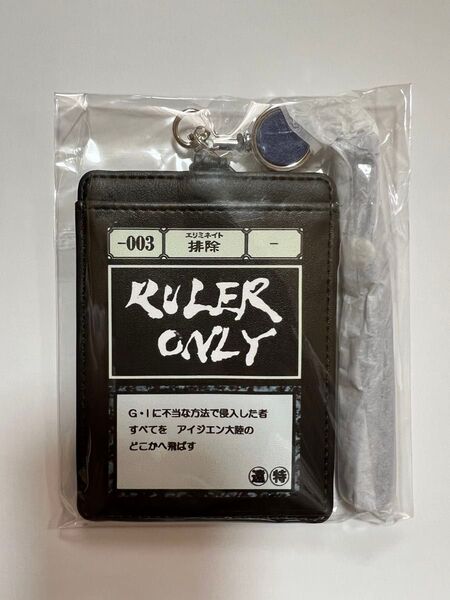 -003
エリミネイト
排除
-
RULER
ONLY
G・Iに不当な方法で侵入した者
すべてを アイジエン大陸の
どこかへ飛ばす
遠 特